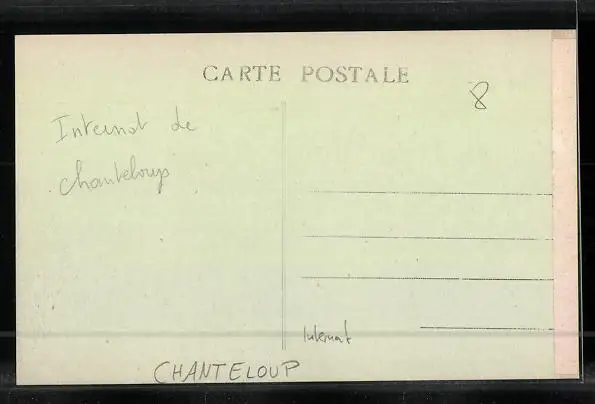 CARTE POSTALE
8
Internat de
Chanteloup
Internat
CHANTELOUP